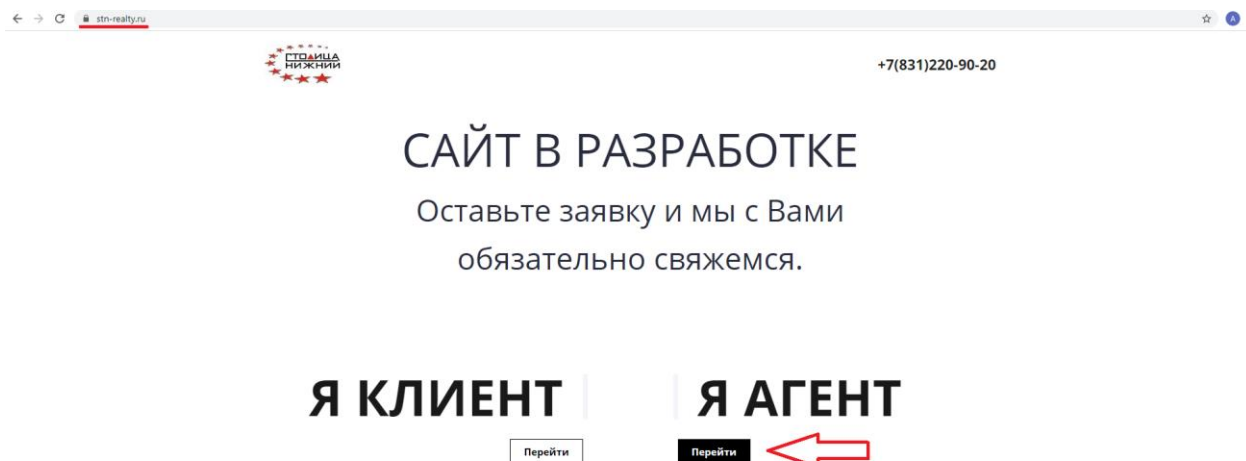 stn-realty.ru
A
СТОЛИЦА
НИЖНИЙ
+7(831)220-90-20
САЙТ В РАЗРАБОТКЕ
Оставьте заявку и мы с Вами
обязательно свяжемся.
Я КЛИЕНТ
Я АГЕНТ
Перейти
Перейти